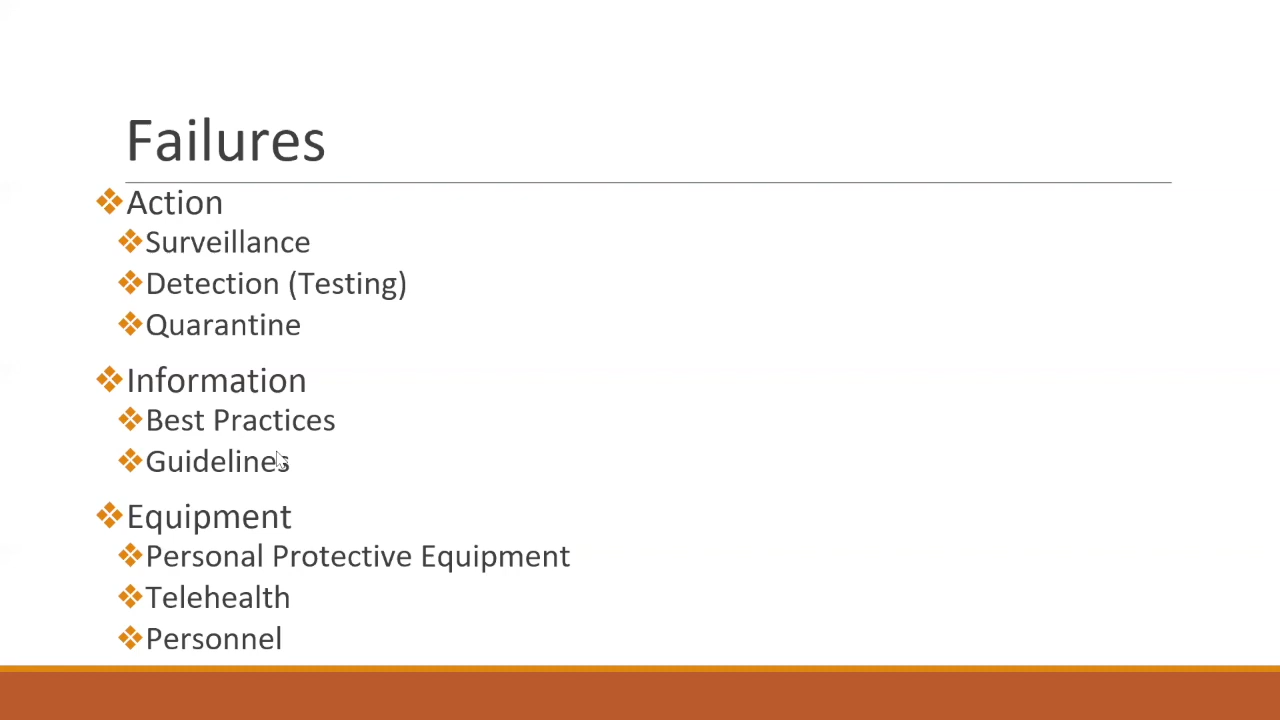 Failures
Action
Surveillance
Detection (Testing)
Quarantine
Information
Best Practices
Guidelines
Equipment
Personal Protective Equipment
Telehealth
Personnel